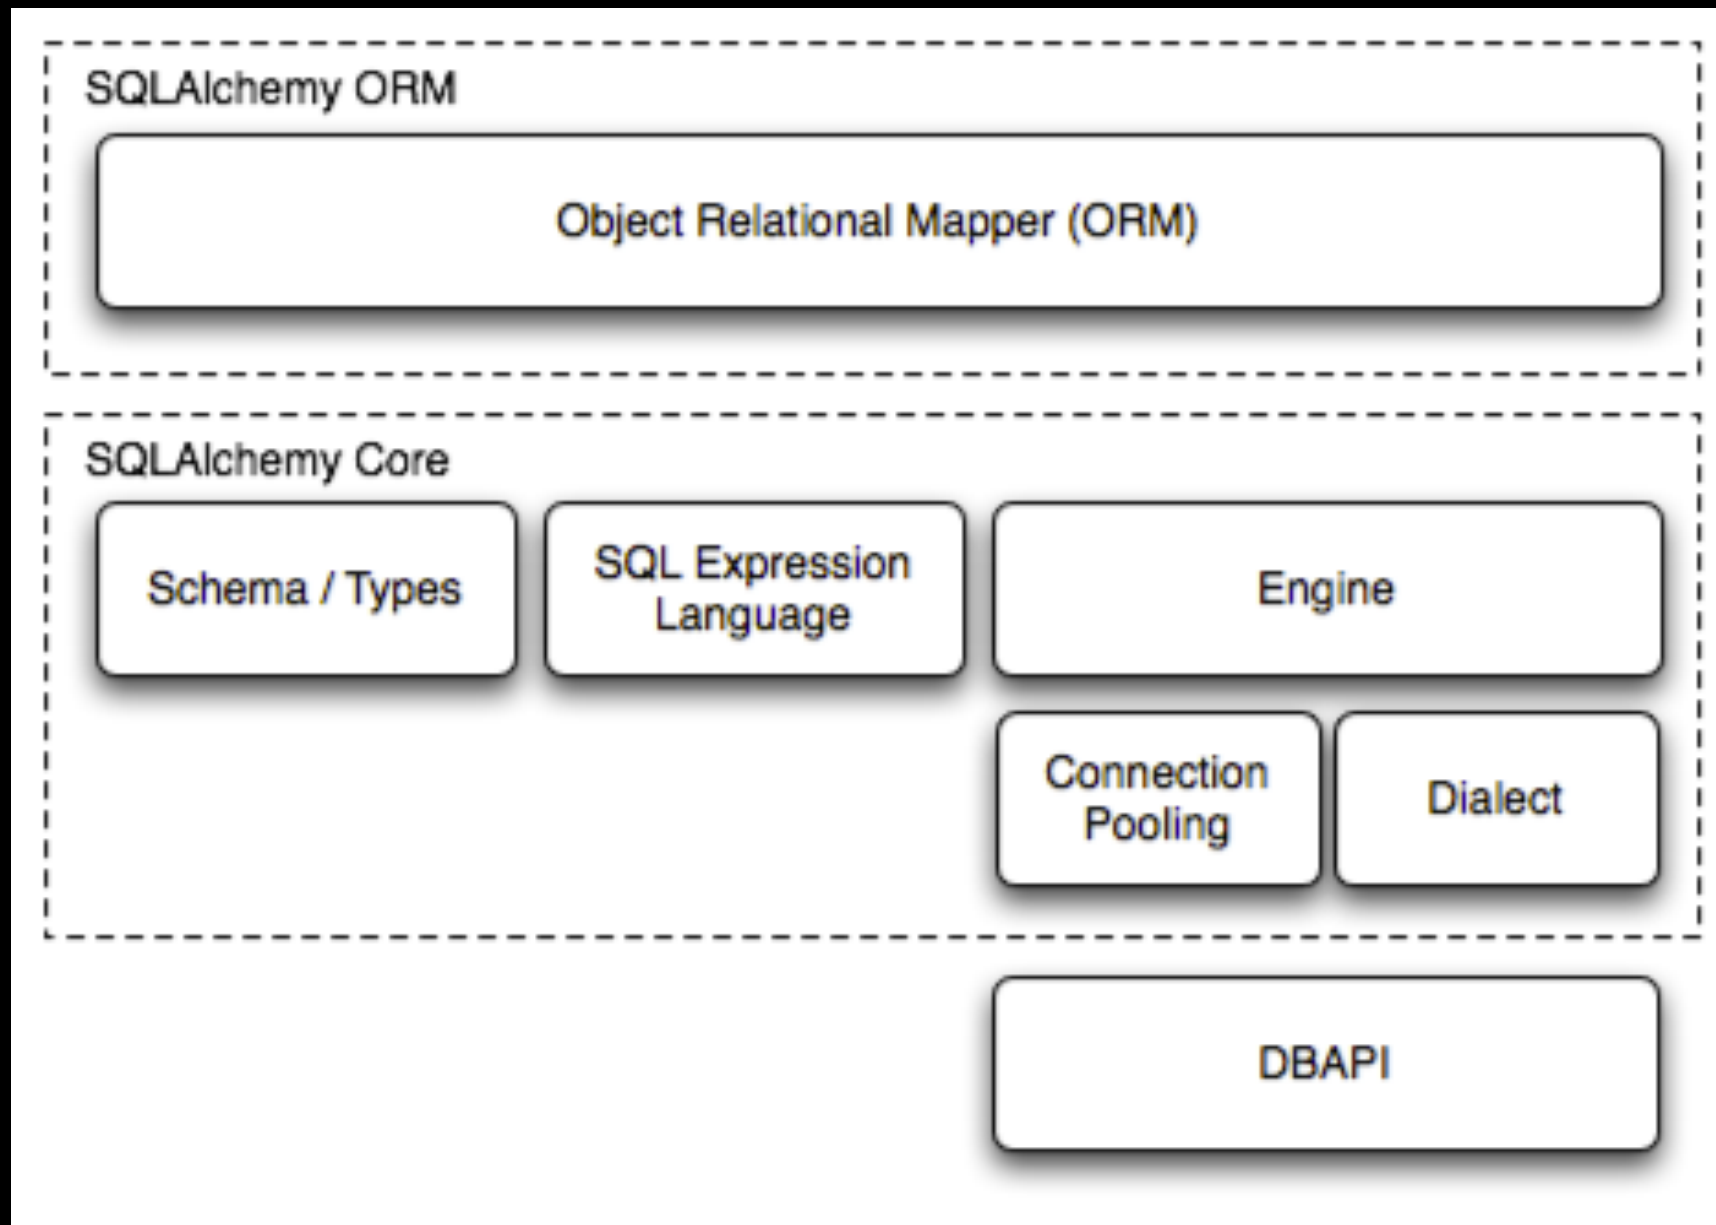 SQLAlchemy ORM
Object Relational Mapper (ORM)
SQLAlchemy Core
Schema / Types
SQL Expression
Language
Engine
Connection
Pooling
Dialect
DBAPI